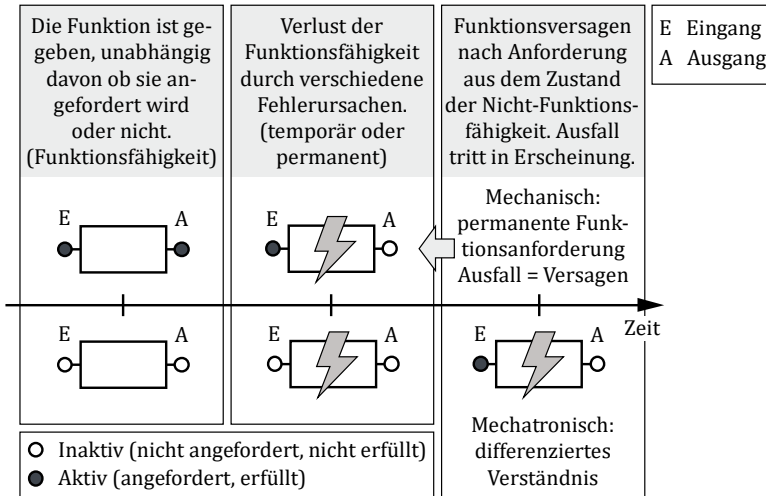 Die Funktion ist ge-
geben, unabhängig
davon ob sie an-
gefordert wird
oder nicht.
(Funktionsfähigkeit)
Verlust der
Funktionsfähigkeit
durch verschiedene
Fehlerursachen.
(temporär oder
permanent)
Funktionsversagen
nach Anforderung
aus dem Zustand
der Nicht-Funktions-
fähigkeit. Ausfall
tritt in Erscheinung.
E Eingang
A Ausgang
E A
E A
Mechanisch:
permanente Funk-
tionsanforderung
Ausfall = Versagen
Zeit
E A
E A
E A
Mechatronisch:
differenziertes
Verständnis
Inaktiv (nicht angefordert, nicht erfüllt)
Aktiv (angefordert, erfüllt)